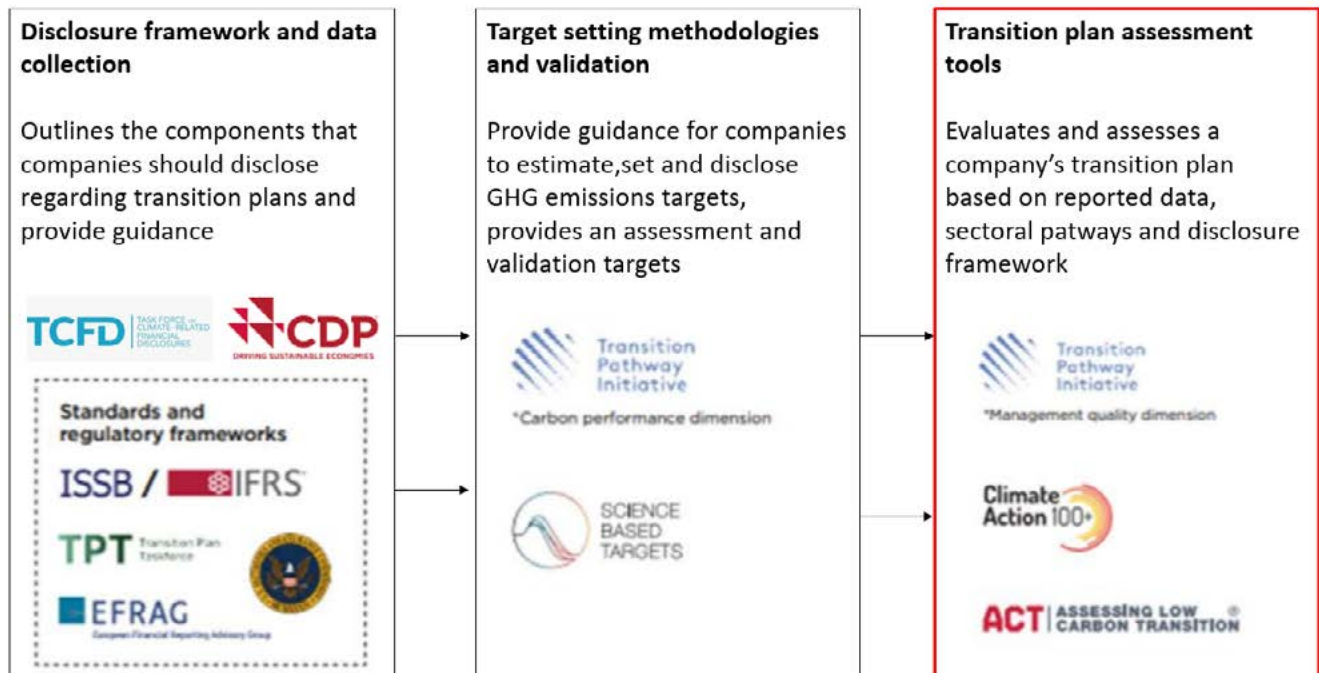 Disclosure framework and data
collection
Outlines the components that
companies should disclose
regarding transition plans and
provide guidance
TCFD
TASK FORCE ON
CLIMATE-RELATED
FINANCIAL
DISCLOSURES
CDP
DRIVING SUSTAINABLE ECONOMIES
Standards and
regulatory frameworks
ISSB / IFRS
TPT Transition Plan
Taskforce
EFRAG
European Financial Reporting Advisory Group
Target setting methodologies
and validation
Provide guidance for companies
to estimate,set and disclose
GHG emissions targets,
provides an assessment and
validation targets
Transition
Pathway
Initiative
*Carbon performance dimension
SCIENCE
BASED
TARGETS
Transition plan assessment
tools
Evaluates and assesses a
company’s transition plan
based on reported data,
sectoral patways and disclosure
framework
Transition
Pathway
Initiative
*Management quality dimension
Climate
Action 100+
ACT ASSESSING LOW
CARBON TRANSITION ®